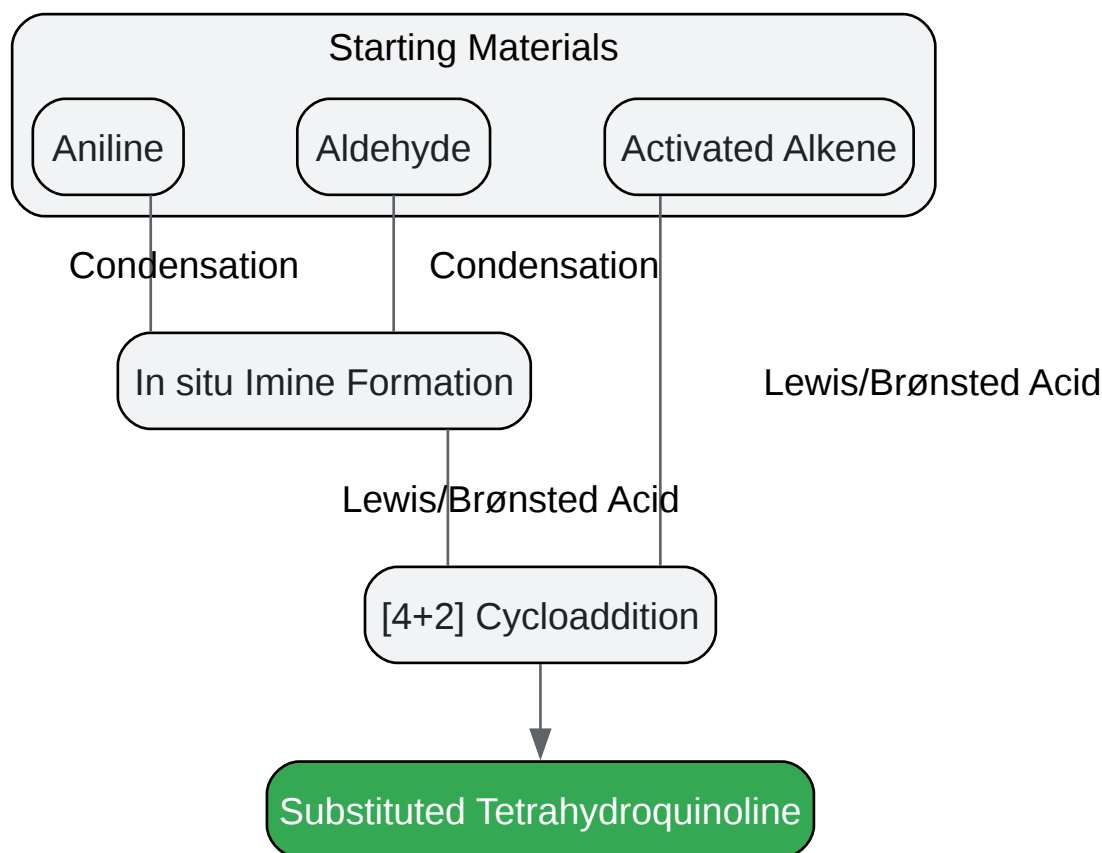 Starting Materials
Aniline
Aldehyde
Activated Alkene
Condensation
Condensation
In situ Imine Formation
Lewis/Brønsted Acid
Lewis/Brønsted Acid
[4+2] Cycloaddition
Substituted Tetrahydroquinoline